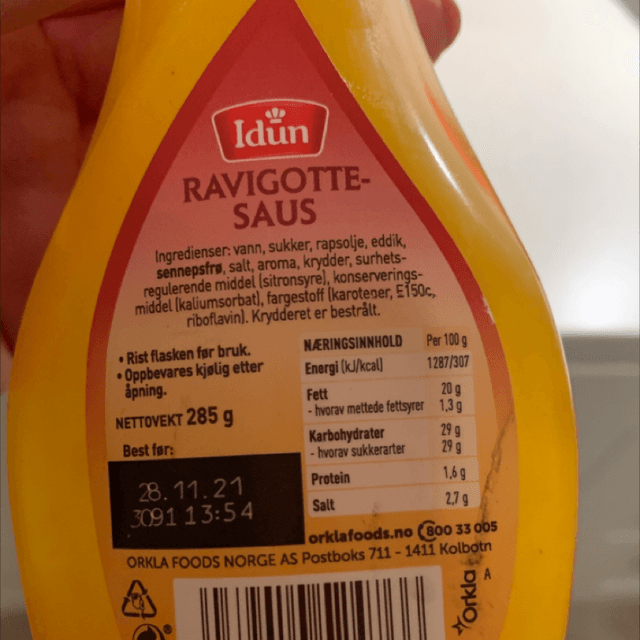 Idun
RAVIGOTTE-
SAUS
Ingredienser: vann, sukker, rapsolje, eddik,
sennepsfrø, salt, aroma, krydder, surhets-
regulerende middel (sitronsyre), konserverings-
middel (kaliumsorbat), fargestoff (karotener, E150c,
riboflavin). Krydderet er bestrålt.
• Rist flasken før bruk.
• Oppbevares kjølig etter
åpning.
NETTOVEKT 285 g
Best før:
28.11.21
3091 13:54
NÆRINGSINNHOLD Per 100 g
Energi (kJ/kcal) 1287/307
Fett 20 g
- hvorav mettede fettsyrer 1,3 g
Karbohydrater 29 g
- hvorav sukkerarter 29 g
Protein 1,6 g
Salt 2,7 g
orklafoods.no 800 33 005
ORKLA FOODS NORGE AS Postboks 711 - 1411 Kolbotn
Orkla
A